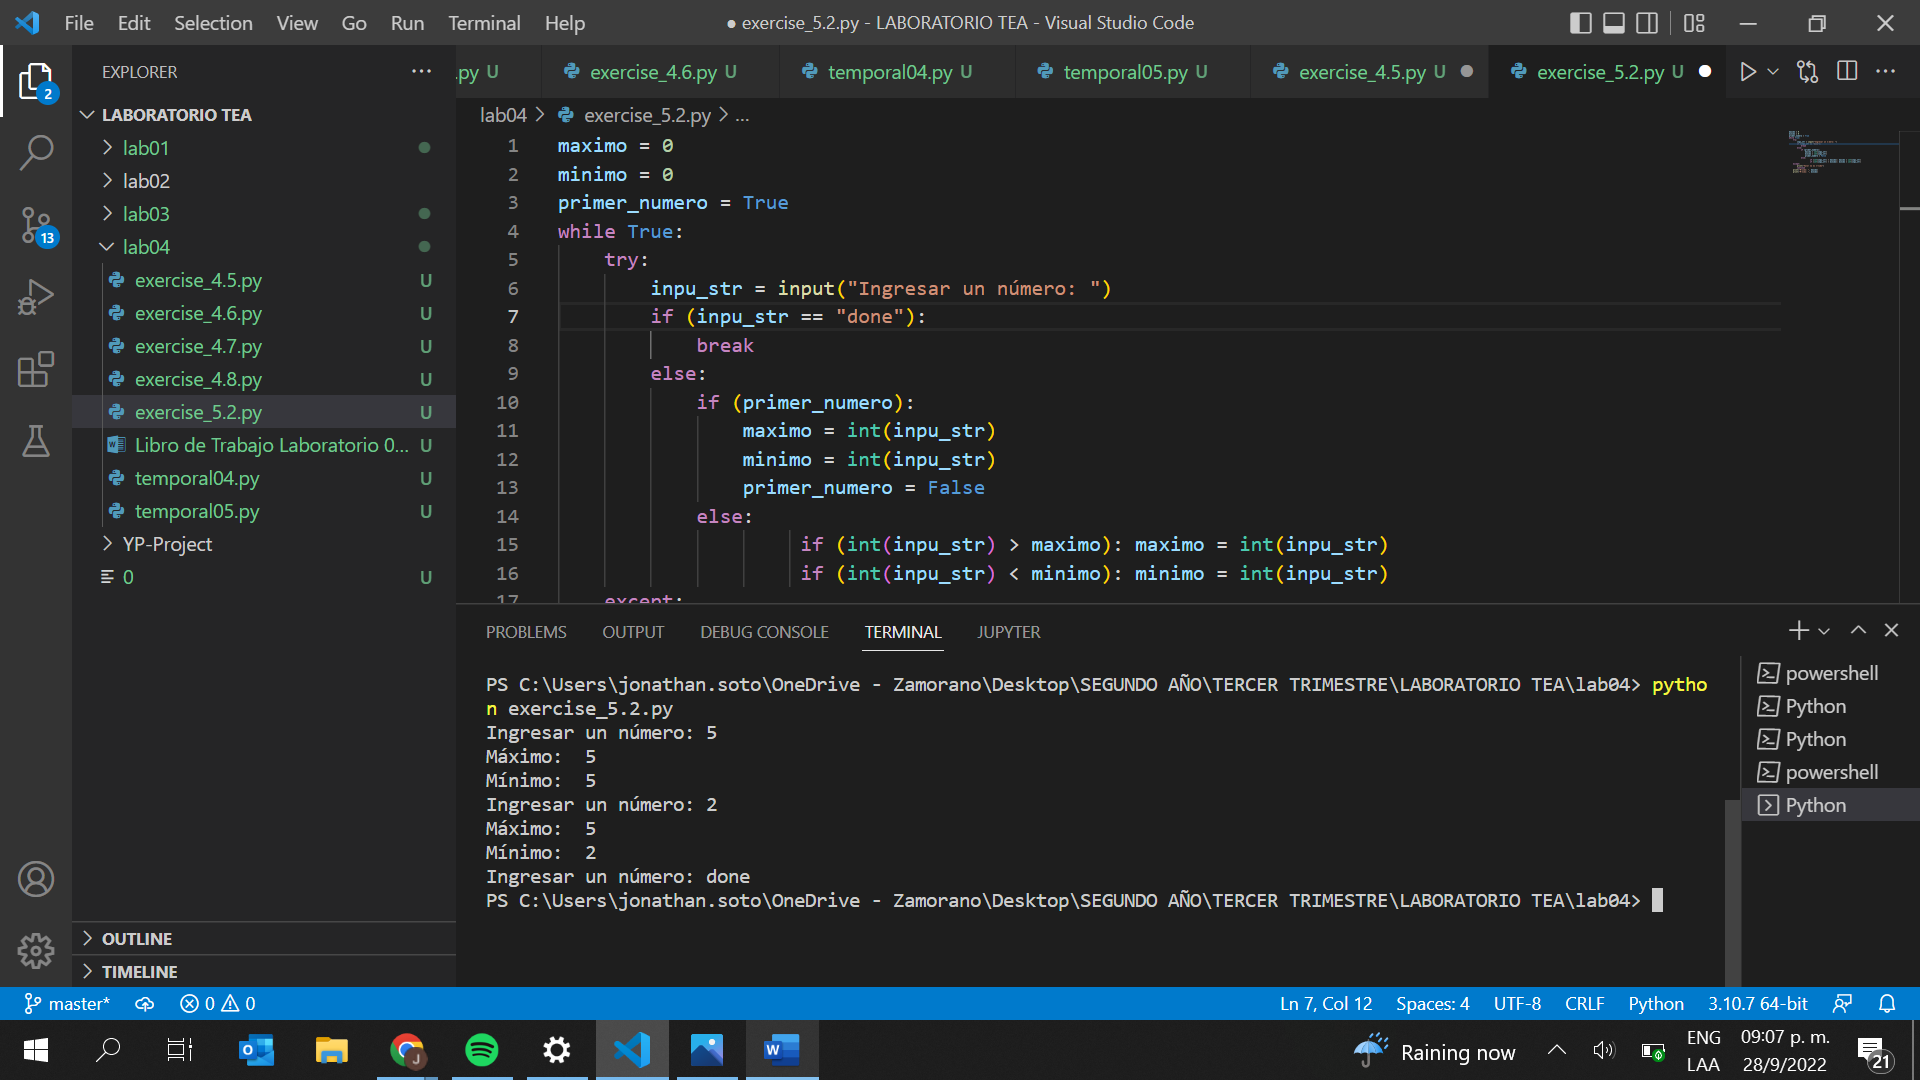 File Edit Selection View Go Run Terminal Help
● exercise_5.2.py - LABORATORIO TEA - Visual Studio Code
EXPLORER
.py U
exercise_4.6.py U
temporal04.py U
temporal05.py U
exercise_4.5.py U
exercise_5.2.py U
2
13
LABORATORIO TEA
lab01
lab02
lab03
lab04
exercise_4.5.py U
exercise_4.6.py U
exercise_4.7.py U
exercise_4.8.py U
exercise_5.2.py U
Libro de Trabajo Laboratorio 0... U
temporal04.py U
temporal05.py U
YP-Project
0 U
OUTLINE
TIMELINE
lab04 > exercise_5.2.py > ...
1 maximo = 0
2 minimo = 0
3 primer_numero = True
4 while True:
5 try:
6 inpu_str = input("Ingresar un número: ")
7 if (inpu_str == "done"):
8 break
9 else:
10 if (primer_numero):
11 maximo = int(inpu_str)
12 minimo = int(inpu_str)
13 primer_numero = False
14 else:
15 if (int(inpu_str) > maximo): maximo = int(inpu_str)
16 if (int(inpu_str) < minimo): minimo = int(inpu_str)
17 except:
PROBLEMS OUTPUT DEBUG CONSOLE TERMINAL JUPYTER
PS C:\Users\jonathan.soto\OneDrive - Zamorano\Desktop\SEGUNDO AÑO\TERCER TRIMESTRE\LABORATORIO TEA\lab04> pytho
n exercise_5.2.py
Ingresar un número: 5
Máximo:  5
Mínimo:  5
Ingresar un número: 2
Máximo:  5
Mínimo:  2
Ingresar un número: done
PS C:\Users\jonathan.soto\OneDrive - Zamorano\Desktop\SEGUNDO AÑO\TERCER TRIMESTRE\LABORATORIO TEA\lab04>
powershell
Python
Python
powershell
Python
master* 0 0
Ln 7, Col 12 Spaces: 4 UTF-8 CRLF Python 3.10.7 64-bit
Raining now
ENG
LAA
09:07 p. m.
28/9/2022
21